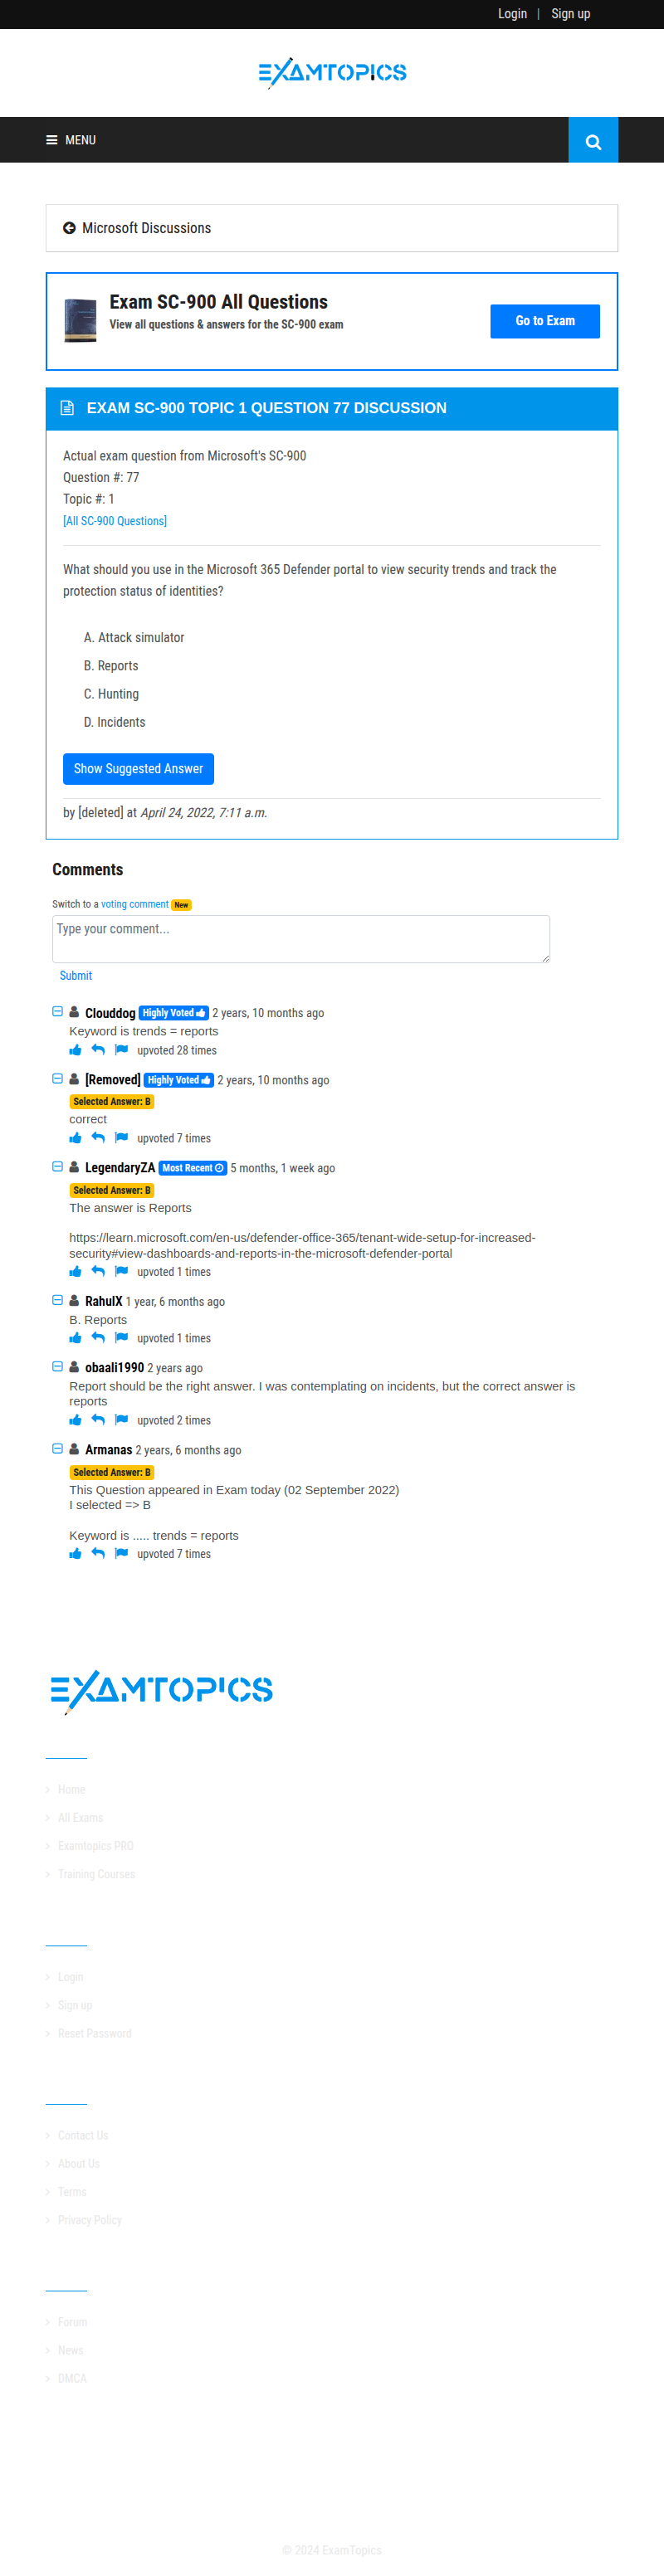 Login | Sign up
EXAMTOPICS
MENU
Microsoft Discussions
Exam SC-900 All Questions
View all questions & answers for the SC-900 exam
Go to Exam
EXAM SC-900 TOPIC 1 QUESTION 77 DISCUSSION
Actual exam question from Microsoft's SC-900
Question #: 77
Topic #: 1
[All SC-900 Questions]
What should you use in the Microsoft 365 Defender portal to view security trends and track the
protection status of identities?
A. Attack simulator
B. Reports
C. Hunting
D. Incidents
Show Suggested Answer
by [deleted] at April 24, 2022, 7:11 a.m.
Comments
Switch to a voting comment New
Type your comment...
Submit
Clouddog Highly Voted 2 years, 10 months ago
Keyword is trends = reports
upvoted 28 times
[Removed] Highly Voted 2 years, 10 months ago
Selected Answer: B
correct
upvoted 7 times
LegendaryZA Most Recent 5 months, 1 week ago
Selected Answer: B
The answer is Reports
https://learn.microsoft.com/en-us/defender-office-365/tenant-wide-setup-for-increased-
security#view-dashboards-and-reports-in-the-microsoft-defender-portal
upvoted 1 times
RahulX 1 year, 6 months ago
B. Reports
upvoted 1 times
obaali1990 2 years ago
Report should be the right answer. I was contemplating on incidents, but the correct answer is
reports
upvoted 2 times
Armanas 2 years, 6 months ago
Selected Answer: B
This Question appeared in Exam today (02 September 2022)
I selected => B
Keyword is ..... trends = reports
upvoted 7 times
EXAMTOPICS
Home
All Exams
Examtopics PRO
Training Courses
Login
Sign up
Reset Password
Contact Us
About Us
Terms
Privacy Policy
Forum
News
DMCA
© 2024 ExamTopics